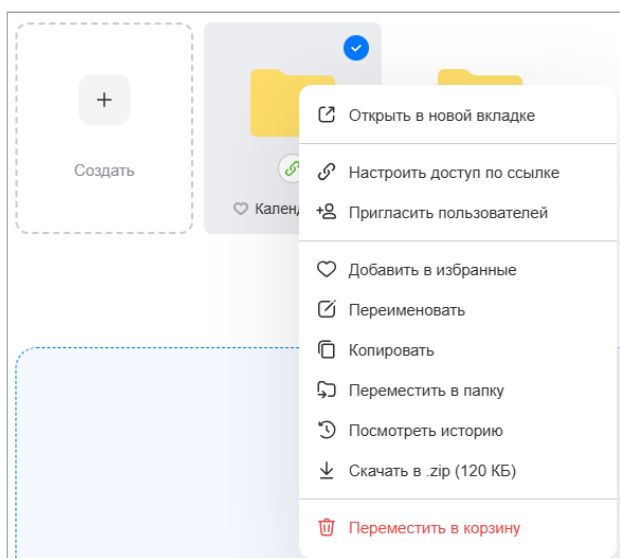 Создать
Открыть в новой вкладке
Настроить доступ по ссылке
Пригласить пользователей
Добавить в избранные
Переименовать
Копировать
Переместить в папку
Посмотреть историю
Скачать в .zip (120 КБ)
Переместить в корзину